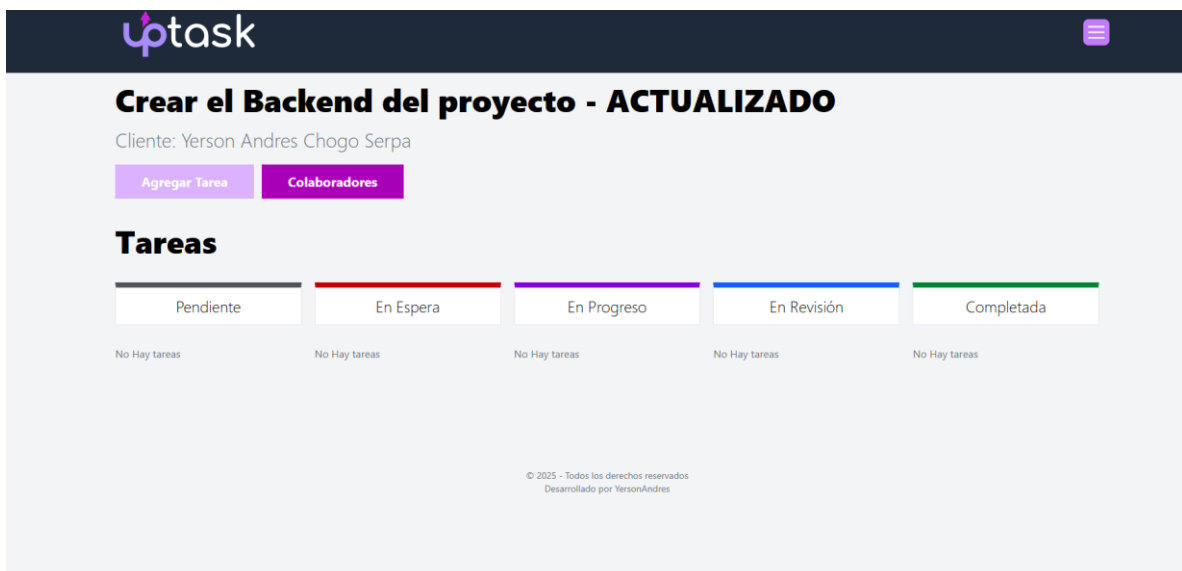 uptask
Crear el Backend del proyecto - ACTUALIZADO
Cliente: Yerson Andres Chogo Serpa
Agregar Tarea Colaboradores
Tareas
Pendiente En Espera En Progreso En Revisión Completada
No Hay tareas No Hay tareas No Hay tareas No Hay tareas No Hay tareas
© 2025 - Todos los derechos reservados
Desarrollado por YersonAndres